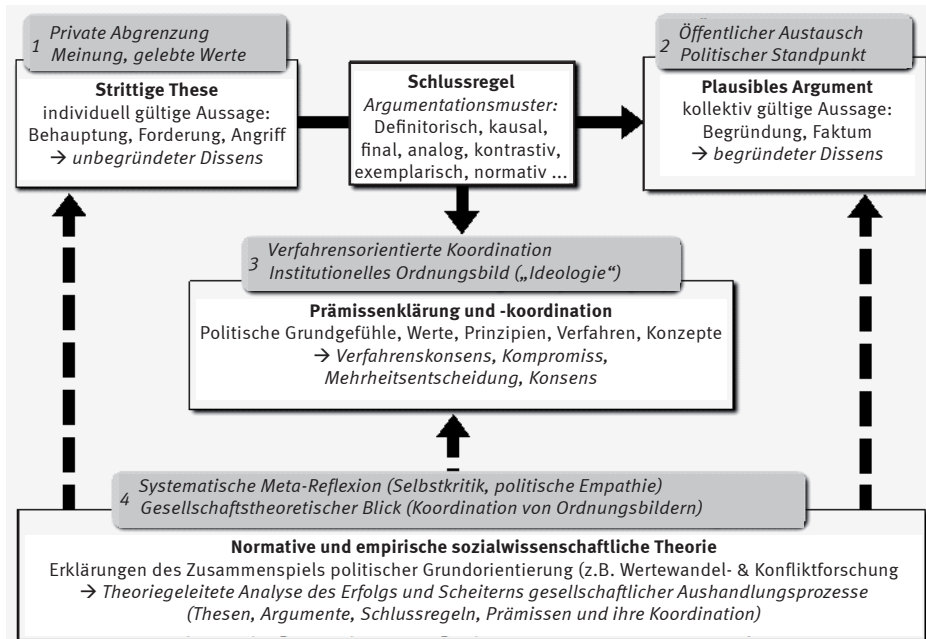 1 Private Abgrenzung
Meinung, gelebte Werte
Strittige These
individuell gültige Aussage:
Behauptung, Forderung, Angriff
→ unbegründeter Dissens
Schlussregel
Argumentationsmuster:
Definitorisch, kausal,
final, analog, kontrastiv,
exemplarisch, normativ ...
2 Öffentlicher Austausch
Politischer Standpunkt
Plausibles Argument
kollektiv gültige Aussage:
Begründung, Faktum
→ begründeter Dissens
3 Verfahrensorientierte Koordination
Institutionelles Ordnungsbild („Ideologie“)
Prämissenklärung und -koordination
Politische Grundgefühle, Werte, Prinzipien, Verfahren, Konzepte
→ Verfahrenskonsens, Kompromiss,
Mehrheitsentscheidung, Konsens
4 Systematische Meta-Reflexion (Selbstkritik, politische Empathie)
Gesellschaftstheoretischer Blick (Koordination von Ordnungsbildern)
Normative und empirische sozialwissenschaftliche Theorie
Erklärungen des Zusammenspiels politischer Grundorientierung (z.B. Wertewandel- & Konfliktforschung
→ Theoriegeleitete Analyse des Erfolgs und Scheiterns gesellschaftlicher Aushandlungsprozesse
(Thesen, Argumente, Schlussregeln, Prämissen und ihre Koordination)